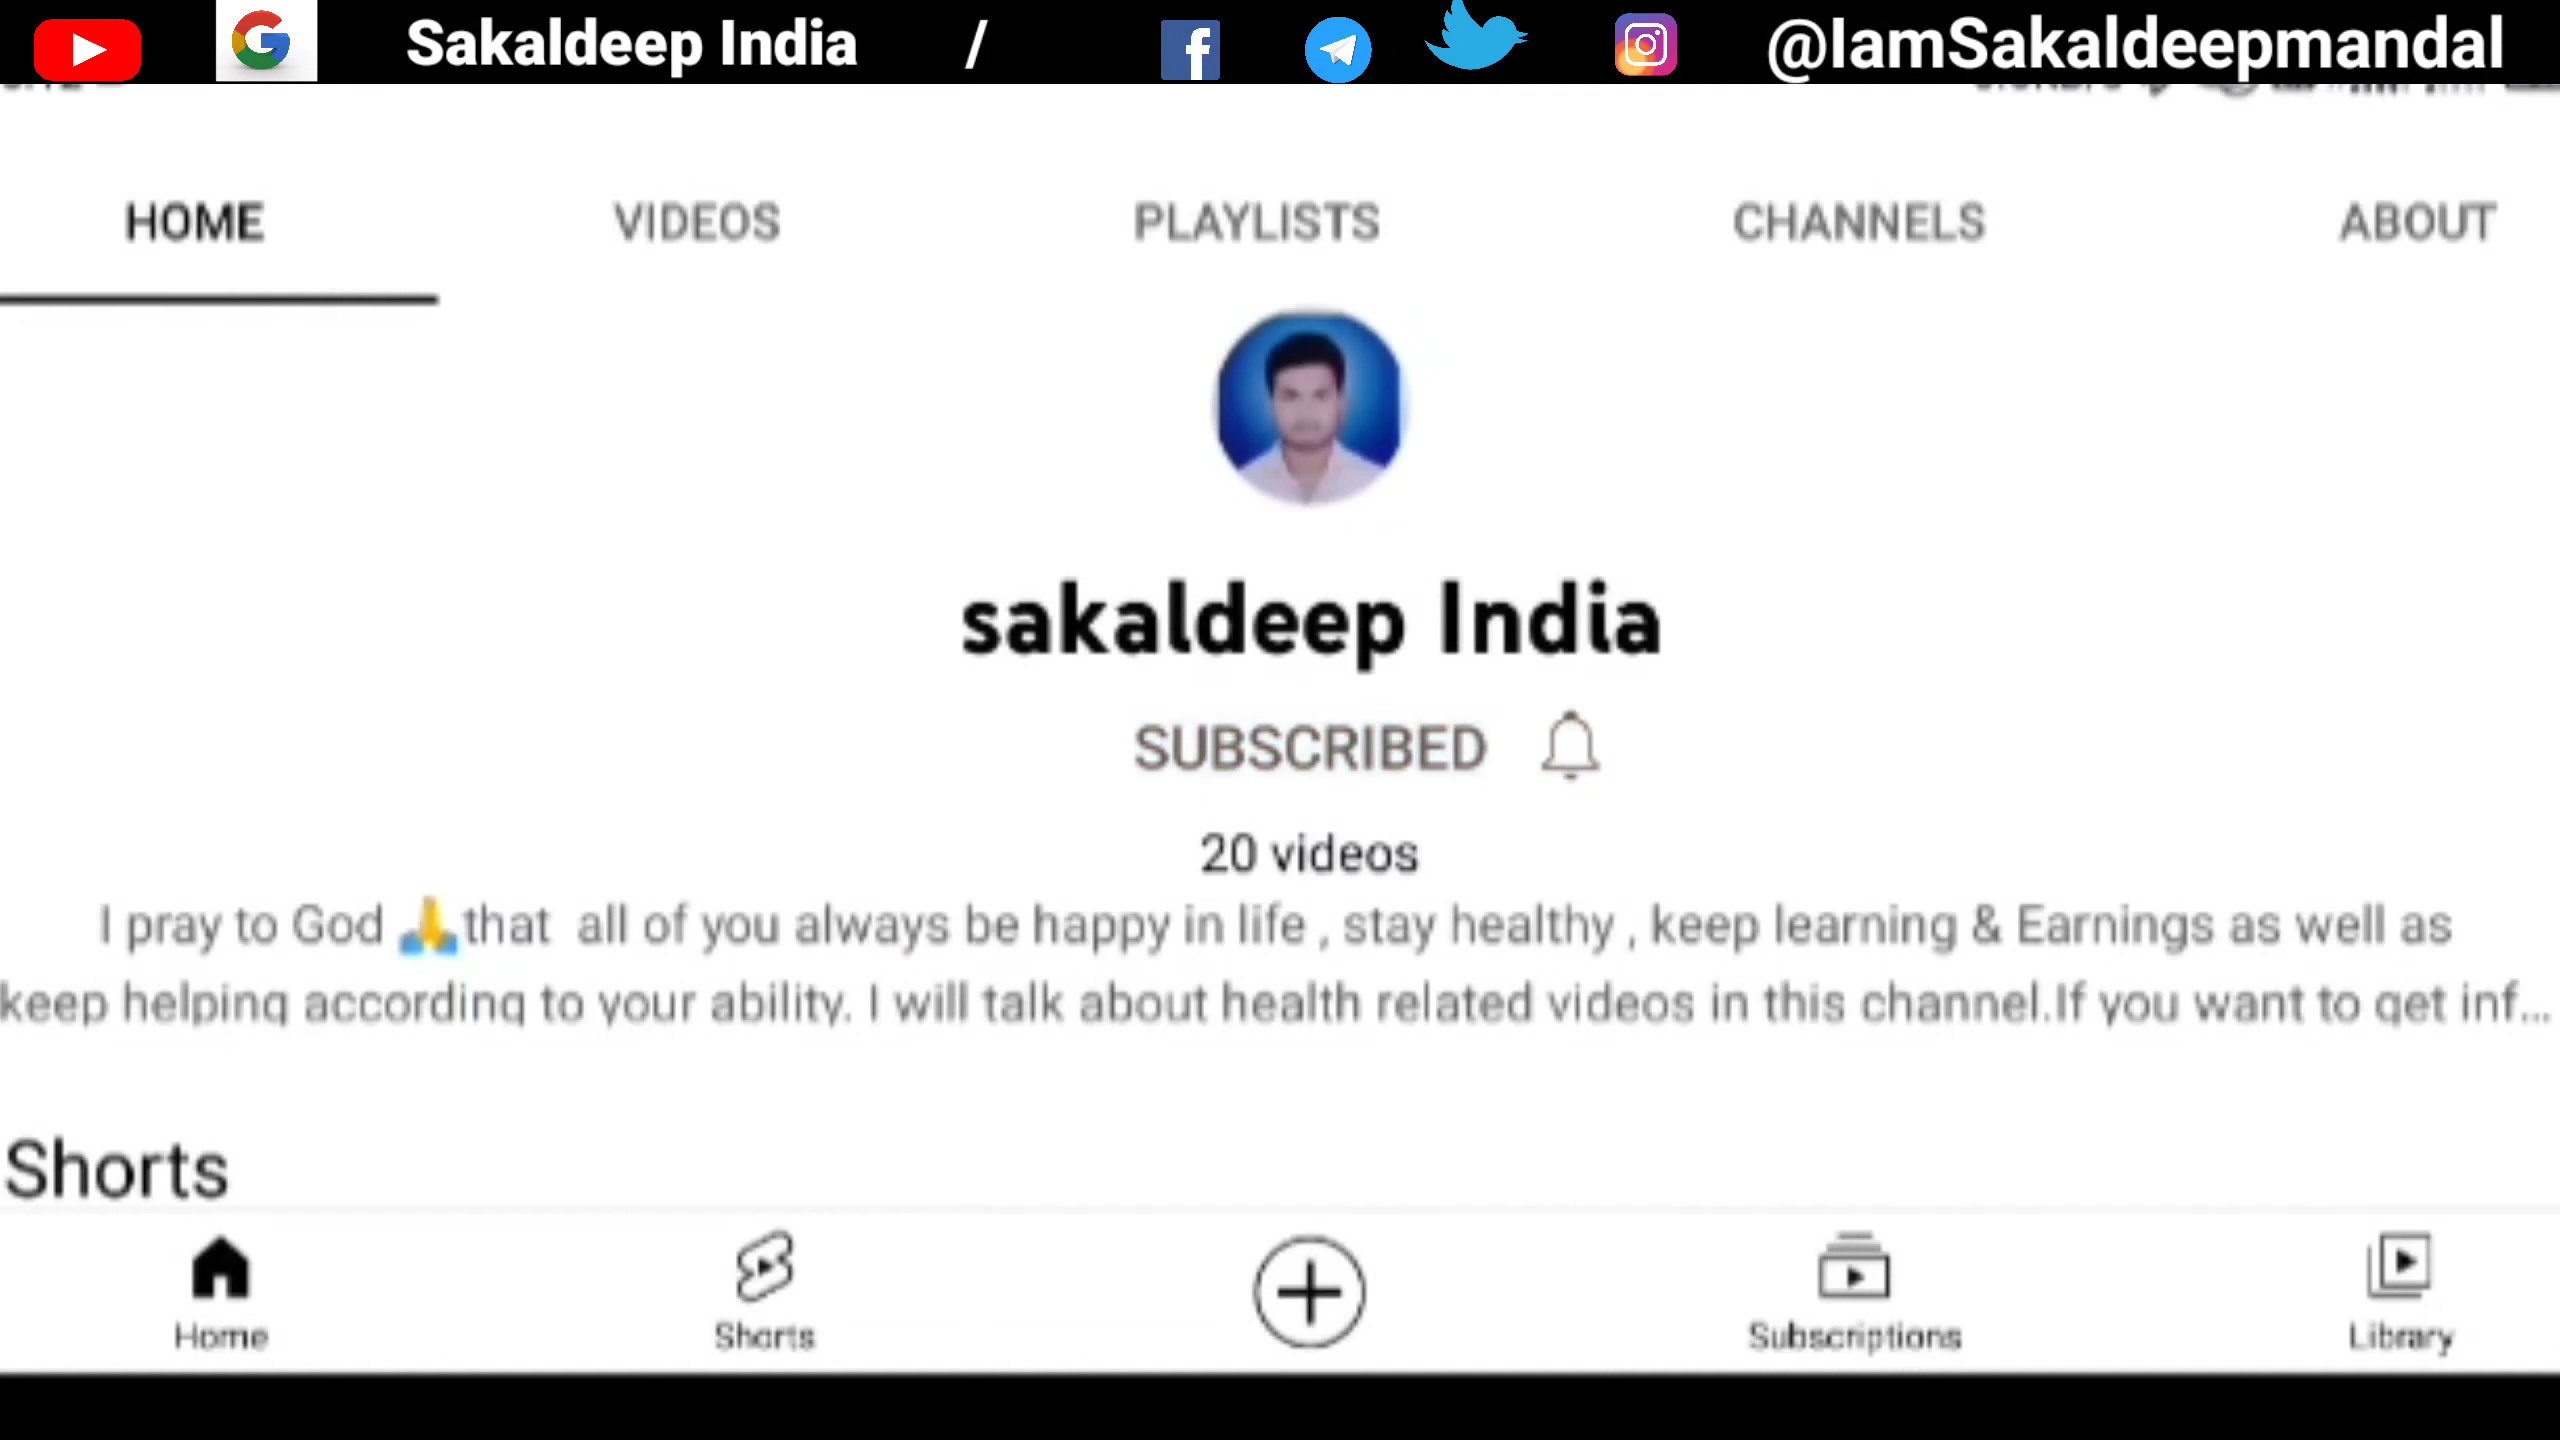 Sakaldeep India / @IamSakaldeepmandal
HOME VIDEOS PLAYLISTS CHANNELS ABOUT
sakaldeep India
SUBSCRIBED
20 videos
I pray to God 🙏that all of you always be happy in life , stay healthy , keep learning & Earnings as well as
keep helping according to your ability. I will talk about health related videos in this channel.If you want to get inf...
Shorts
Home Shorts Subscriptions Library